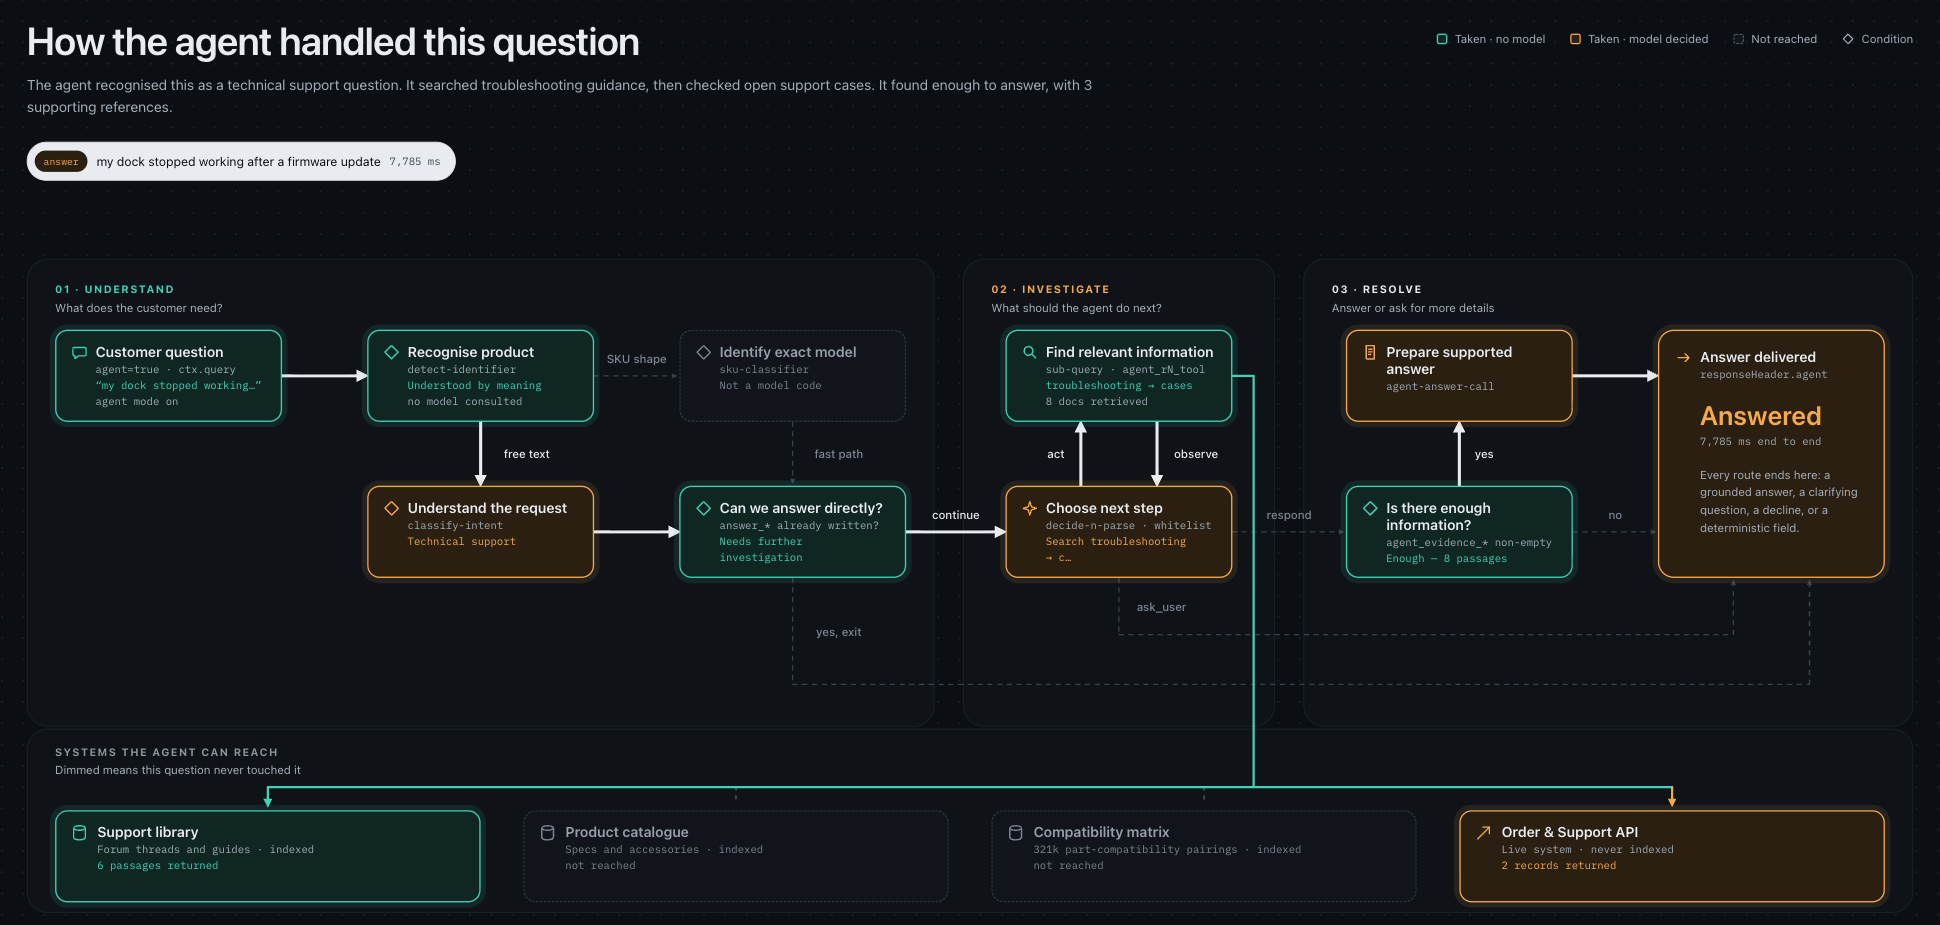 How the agent handled this question
Taken · no model
Taken · model decided
Not reached
Condition
The agent recognised this as a technical support question. It searched troubleshooting guidance, then checked open support cases. It found enough to answer, with 3
supporting references.
answer my dock stopped working after a firmware update 7,785 ms
01 · UNDERSTAND
What does the customer need?
Customer question
agent=true · ctx.query
“my dock stopped working…”
agent mode on
Recognise product
detect-identifier
Understood by meaning
no model consulted
SKU shape
Identify exact model
sku-classifier
Not a model code
free text
fast path
Understand the request
classify-intent
Technical support
Can we answer directly?
answer_* already written?
Needs further
investigation
continue
yes, exit
02 · INVESTIGATE
What should the agent do next?
Find relevant information
sub-query · agent_rN_tool
troubleshooting → cases
8 docs retrieved
act
observe
Choose next step
decide-n-parse · whitelist
Search troubleshooting
→ c…
respond
ask_user
03 · RESOLVE
Answer or ask for more details
Prepare supported
answer
agent-answer-call
yes
Is there enough
information?
agent_evidence_* non-empty
Enough — 8 passages
no
Answer delivered
responseHeader.agent
Answered
7,785 ms end to end
Every route ends here: a
grounded answer, a clarifying
question, a decline, or a
deterministic field.
SYSTEMS THE AGENT CAN REACH
Dimmed means this question never touched it
Support library
Forum threads and guides · indexed
6 passages returned
Product catalogue
Specs and accessories · indexed
not reached
Compatibility matrix
321k part-compatibility pairings · indexed
not reached
Order & Support API
Live system · never indexed
2 records returned